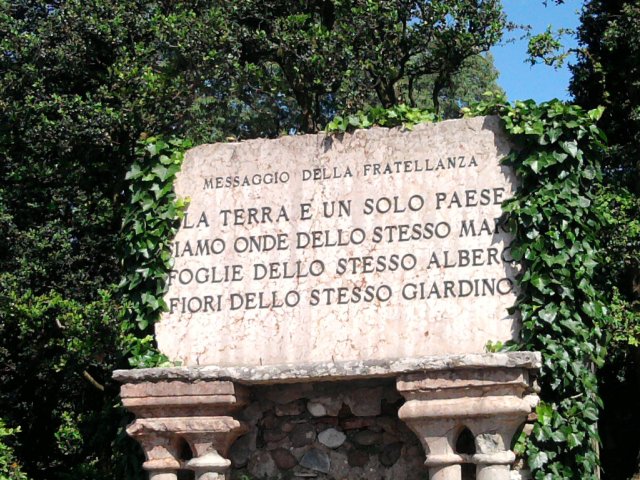 MESSAGGIO DELLA FRATELLANZA
LA TERRA E UN SOLO PAESE
SIAMO ONDE DELLO STESSO MAR
FOGLIE DELLO STESSO ALBERO
FIORI DELLO STESSO GIARDINO